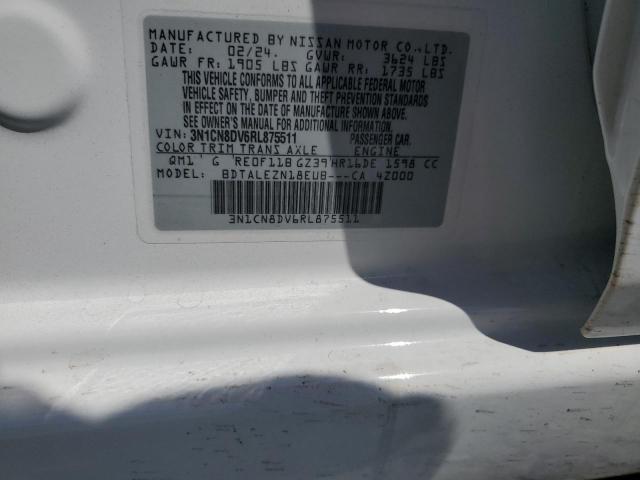 MANUFACTURED BY NISSAN MOTOR CO., LTD.
DATE: 02/24. GVWR: 3624 LBS
GAWR FR: 1905 LBS GAWR RR: 1735 LBS
THIS VEHICLE CONFORMS TO ALL APPLICABLE FEDERAL MOTOR
VEHICLE SAFETY, BUMPER AND THEFT PREVENTION STANDARDS
IN EFFECT ON THE DATE OF MANUFACTURE SHOWN ABOVE.
SEE OWNER'S MANUAL FOR ADDITIONAL INFORMATION.
VIN: 3N1CN8DV6RL875511 PASSENGER CAR.
COLOR TRIM TRANS AXLE ENGINE
QM1 G RE0F11B GZ39 HR16DE 1598 CC
MODEL: BDTALEZN18EUB---CA 42000
3N1CN8DV6RL875511